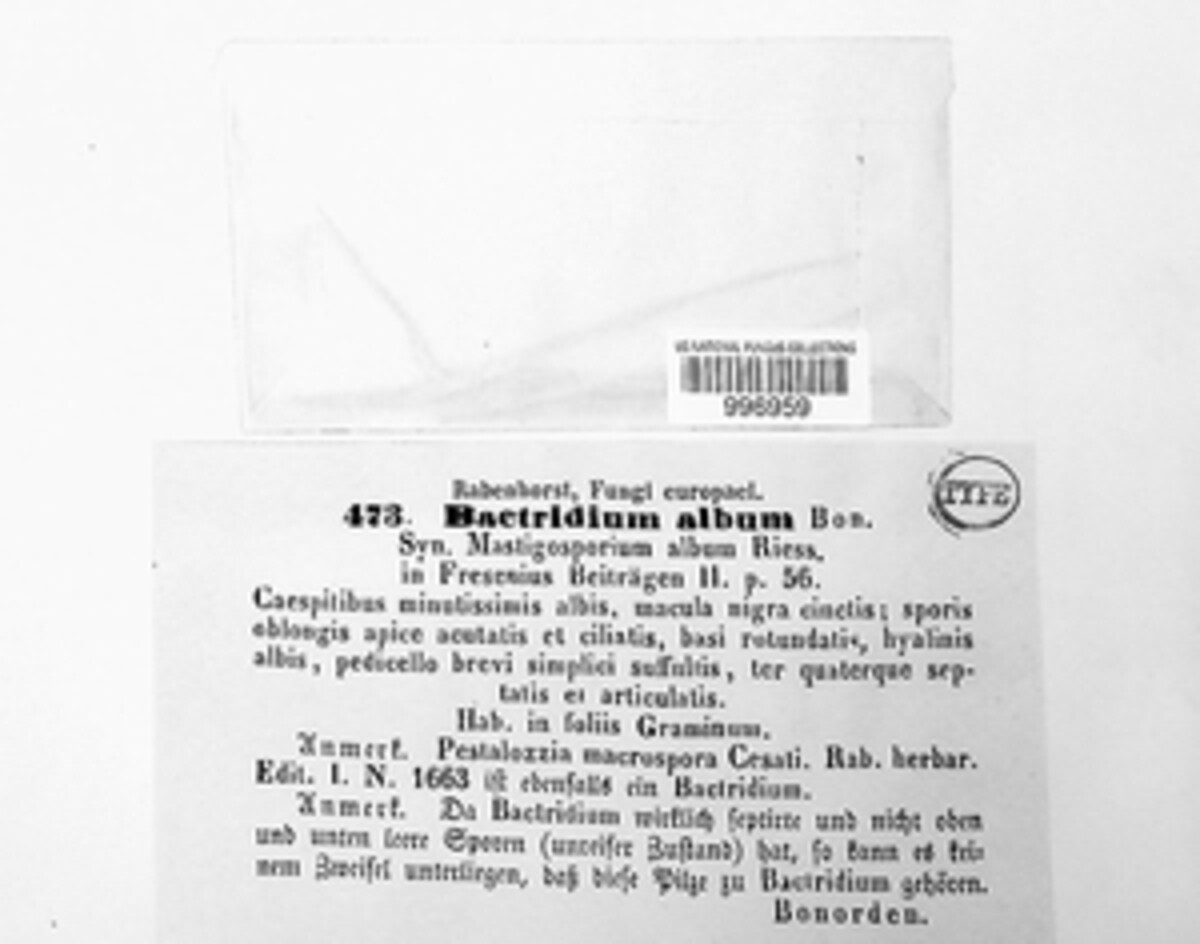 US NATIONAL FUNGUS COLLECTIONS
996959
TYPE
Rabenhorst, Fungi europaei.
473. Bactridium album Bon.
Syn. Mastigosporium album Riess.
in Fresenius Beiträgen II. p. 56.
Caespitibus minutissimis albis, macula nigra cinctis; sporis
oblongis apice acutatis et ciliatis, basi rotundatis, hyalinis
albis, pedicello brevi simplici suffultis, ter quaterque sep-
tatis et articulatis.
Hab. in foliis Graminum.
Anmerk. Pestalozzia macrospora Cesati. Rab. herbar.
Edit. I. N. 1663 iſt ebenfalls ein Bactridium.
Anmerk. Da Bactridium wirklich ſeptirte und nicht oben
und unten leere Sporen (unreifer Zuſtand) hat, ſo kann es kei-
nem Zweifel unterliegen, daß dieſe Pilze zu Bactridium gehören.
Bonorden.